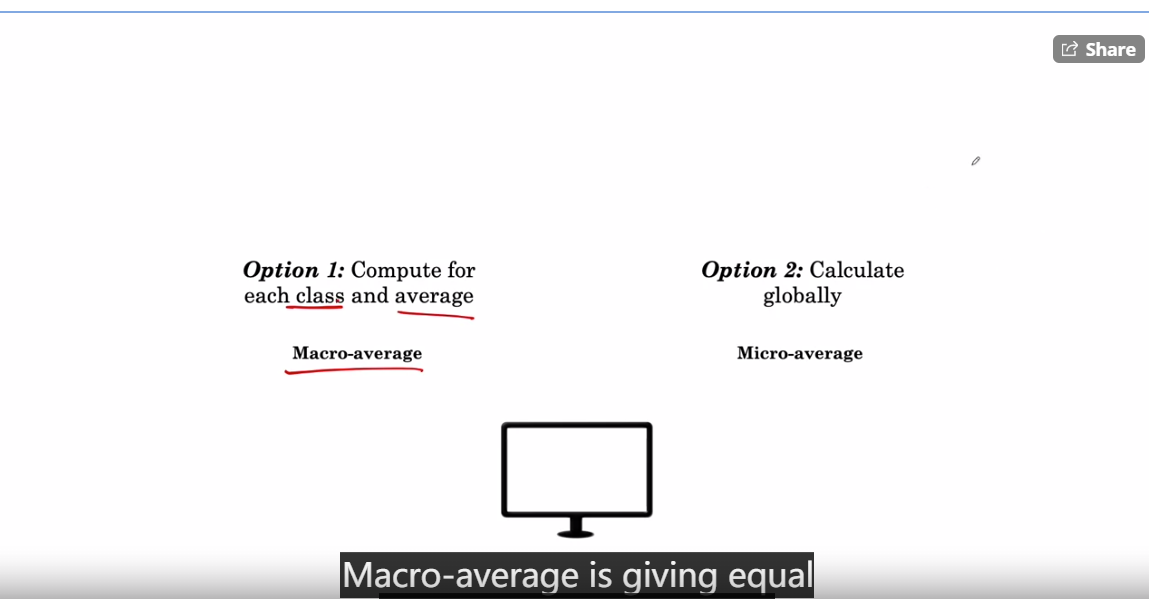 Share
Option 1: Compute for
each class and average
Macro-average
Option 2: Calculate
globally
Micro-average
Macro-average is giving equal